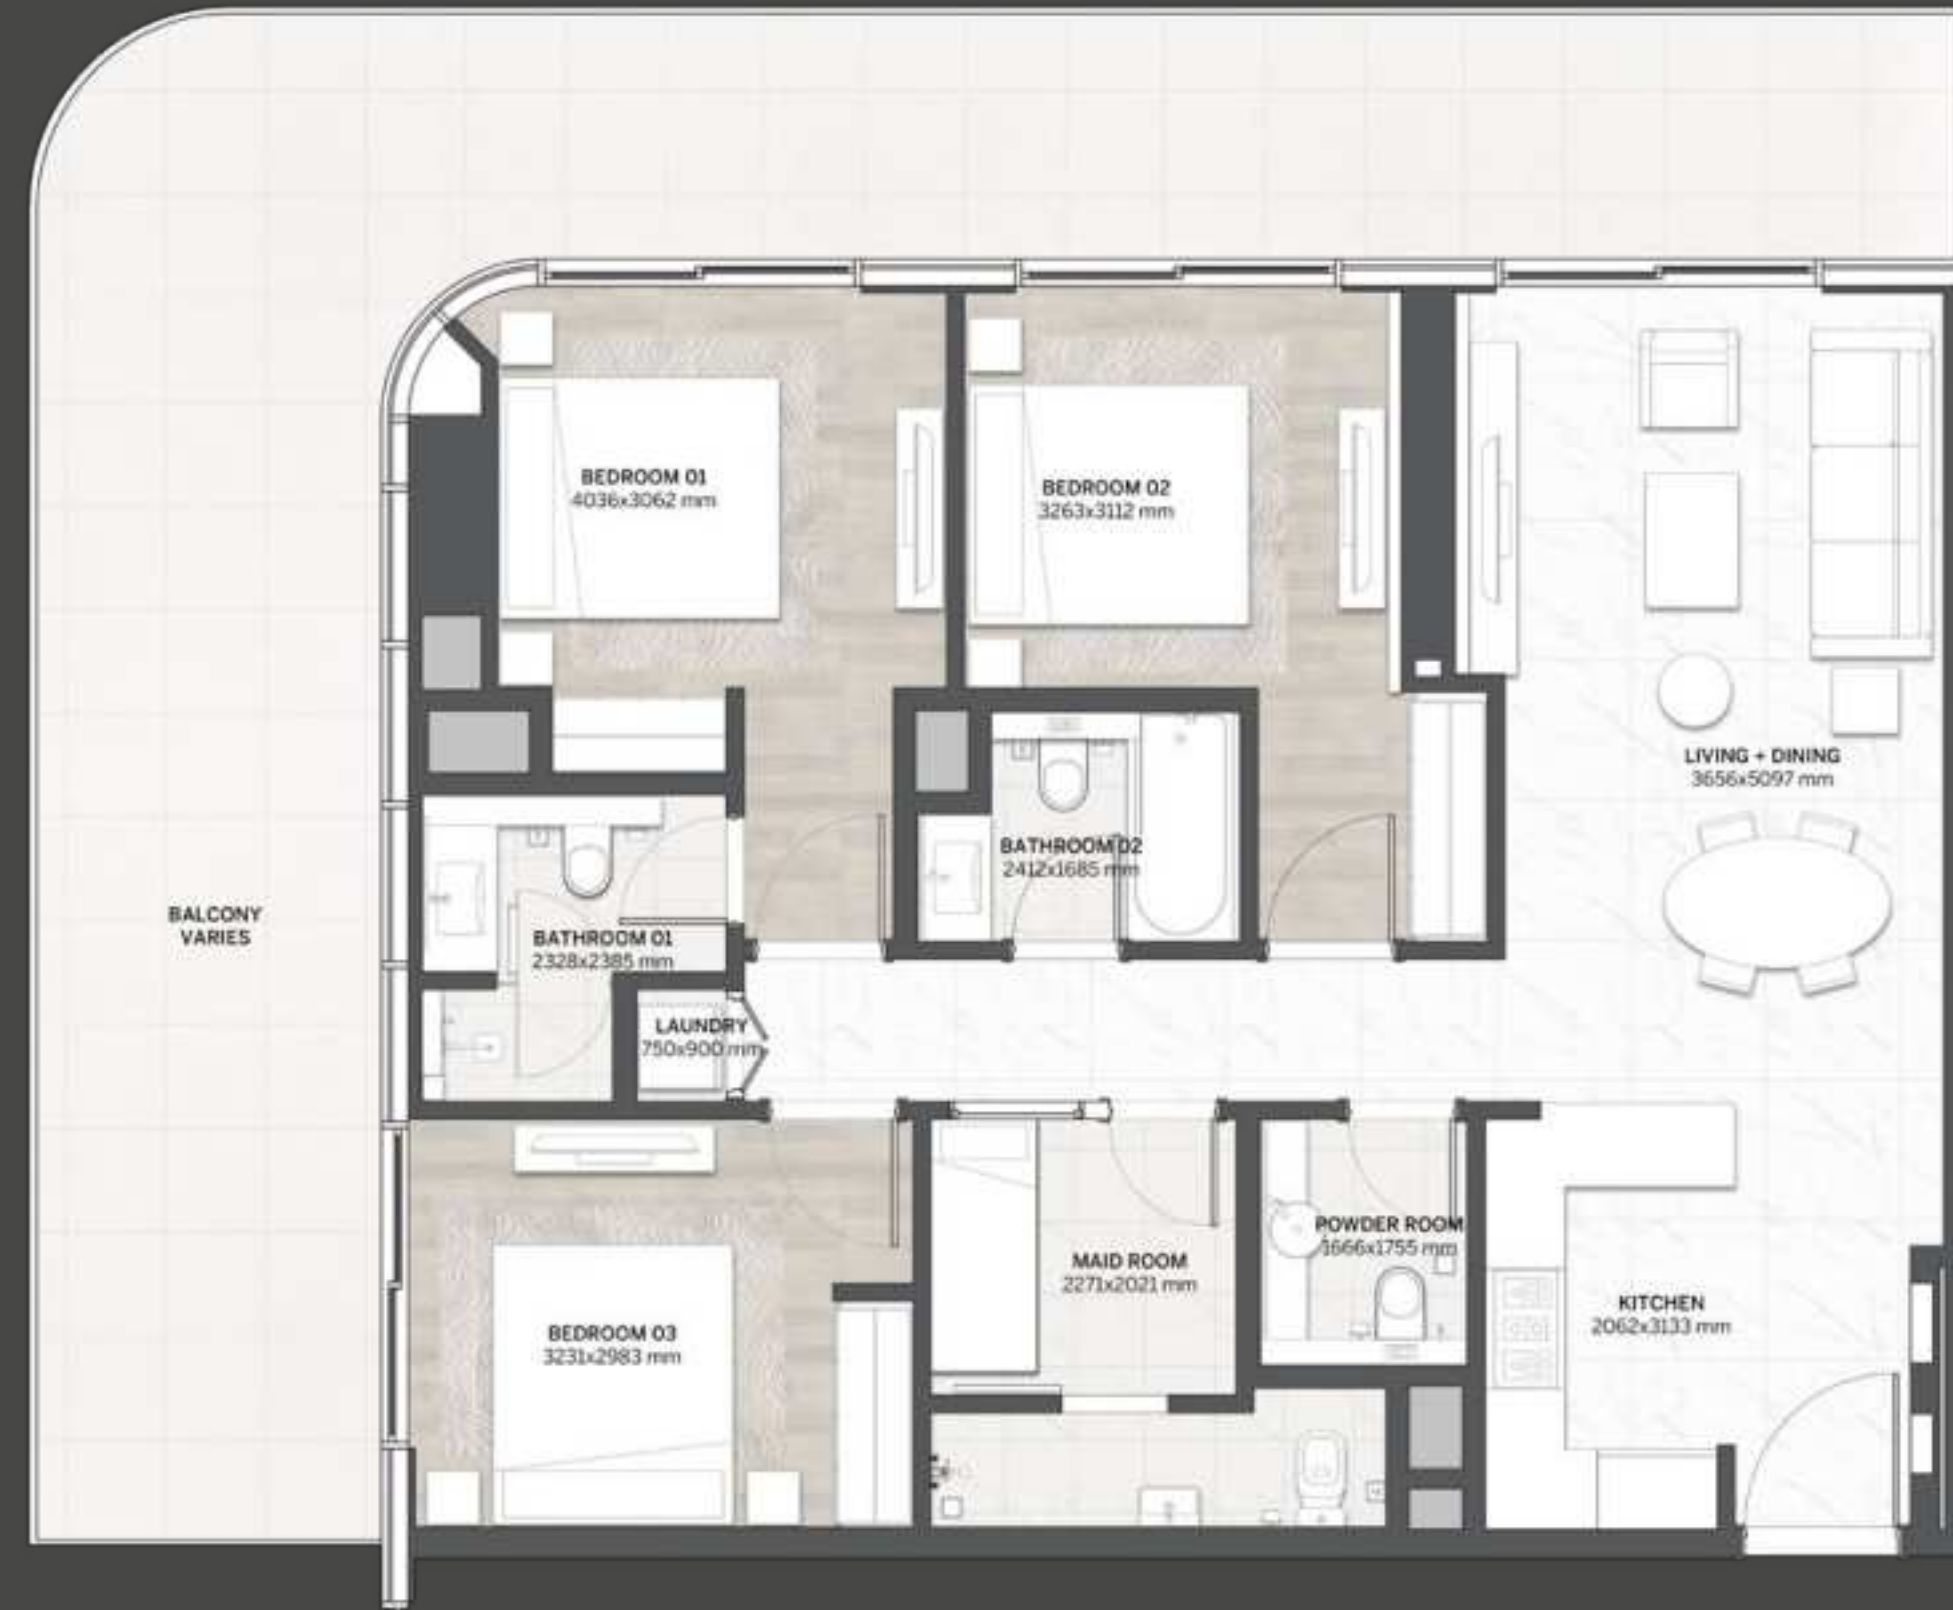 BEDROOM 01
4036x3062 mm
BEDROOM 02
3263x3112 mm
LIVING + DINING
3656x5097 mm
BATHROOM 02
2412x1685 mm
BALCONY
VARIES
BATHROOM 01
2328x2385 mm
LAUNDRY
750x900 mm
POWDER ROOM
1666x1755 mm
MAID ROOM
2271x2021 mm
KITCHEN
2062x3133 mm
BEDROOM 03
3231x2983 mm